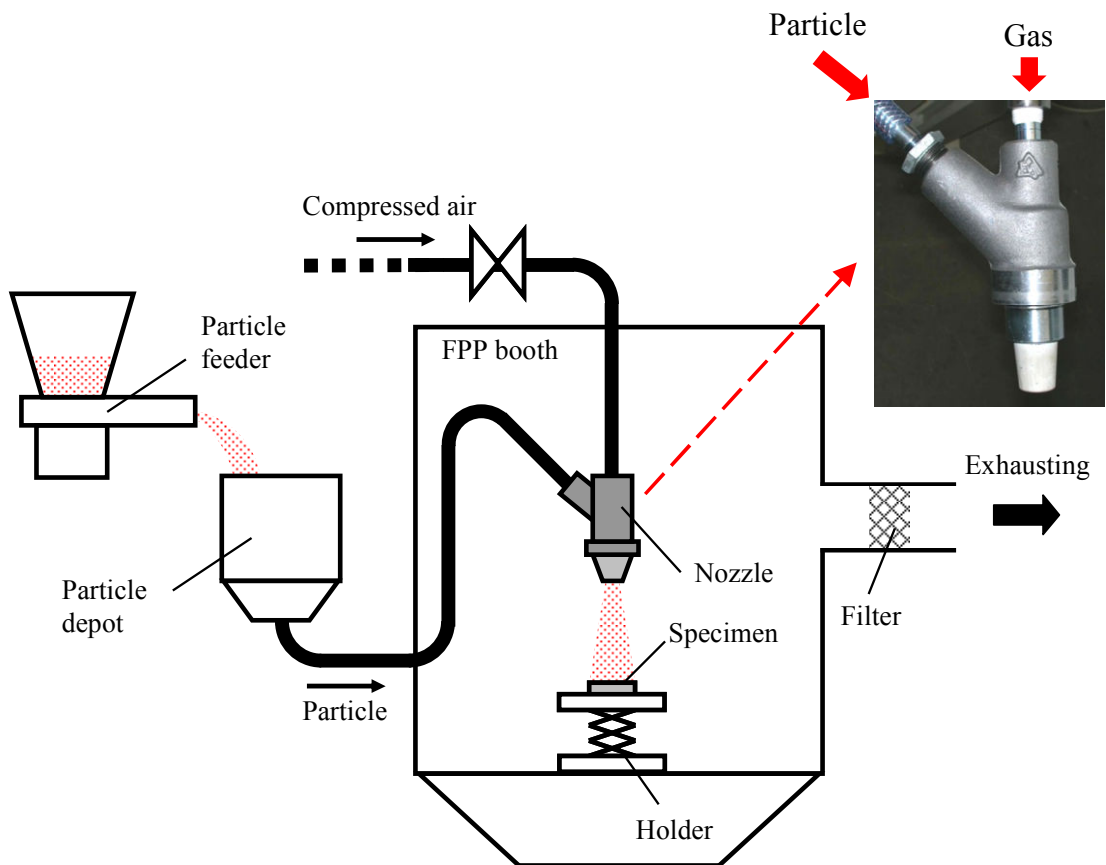 Particle
Gas
Compressed air
Particle
feeder
FPP booth
Exhausting
Particle
depot
Nozzle
Filter
Specimen
Particle
Holder